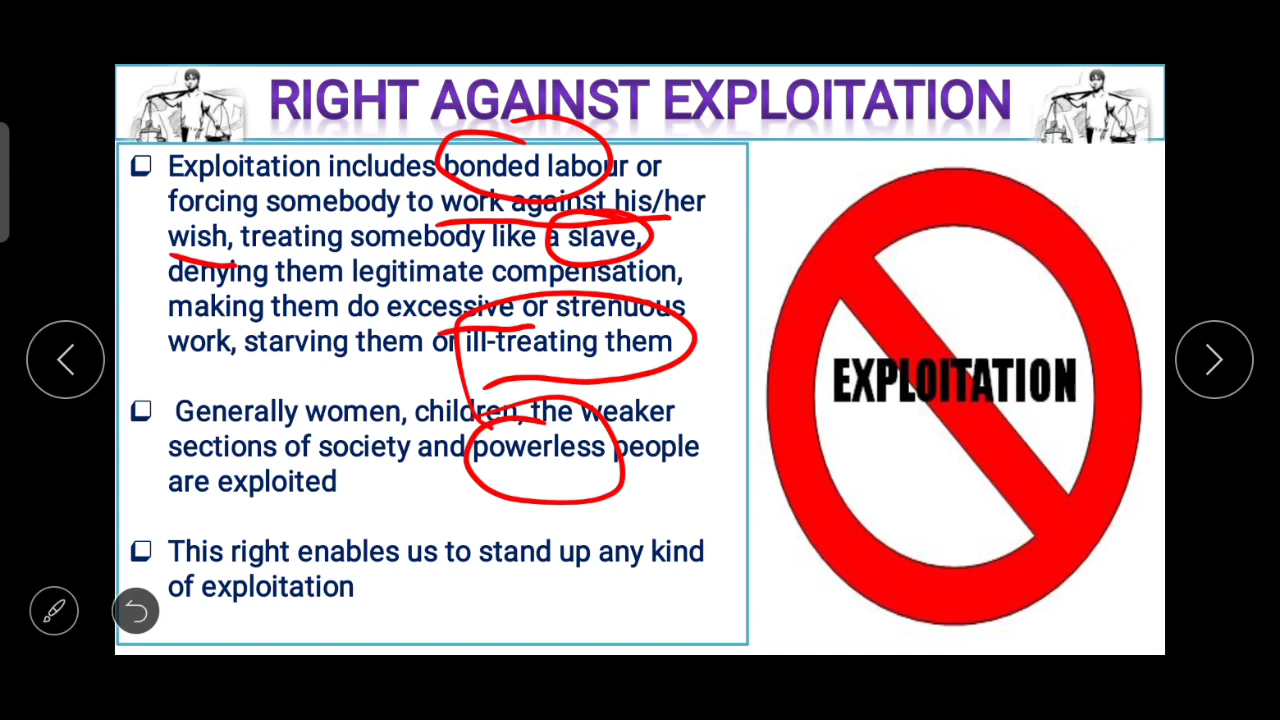 RIGHT AGAINST EXPLOITATION
Exploitation includes bonded labour or
forcing somebody to work against his/her
wish, treating somebody like a slave,
denying them legitimate compensation,
making them do excessive or strenuous
work, starving them or ill-treating them
Generally women, children, the weaker
sections of society and powerless people
are exploited
This right enables us to stand up any kind
of exploitation
EXPLOITATION